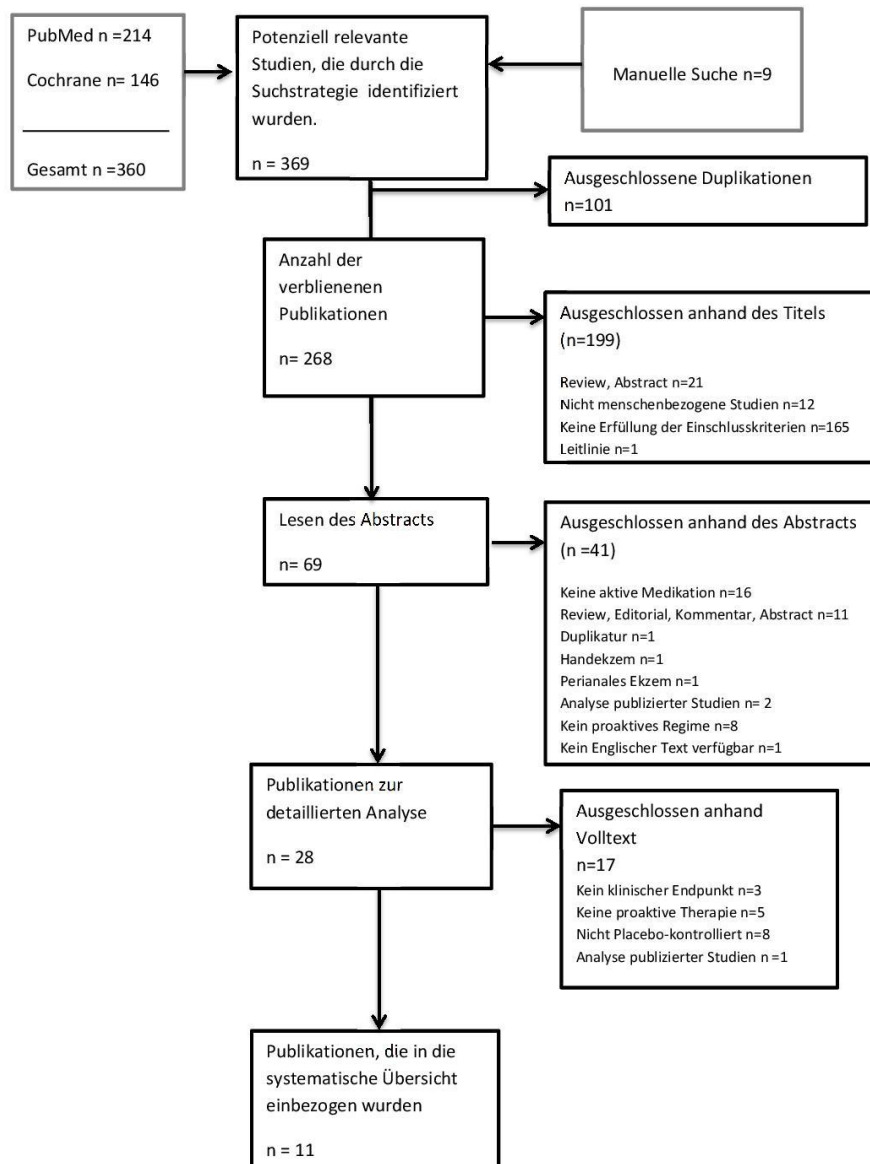 PubMed n =214
Cochrane n= 146
Gesamt n =360
Potenziell relevante
Studien, die durch die
Suchstrategie identifiziert
wurden.
n = 369
Manuelle Suche n=9
Ausgeschlossene Duplikationen
n=101
Anzahl der
verblienenen
Publikationen
n= 268
Ausgeschlossen anhand des Titels
(n=199)
Review, Abstract n=21
Nicht menschenbezogene Studien n=12
Keine Erfüllung der Einschlusskriterien n=165
Leitlinie n=1
Lesen des Abstracts
n= 69
Ausgeschlossen anhand des Abstracts
(n =41)
Keine aktive Medikation n=16
Review, Editorial, Kommentar, Abstract n=11
Duplikatur n=1
Handekzem n=1
Perianales Ekzem n=1
Analyse publizierter Studien n= 2
Kein proaktives Regime n=8
Kein Englischer Text verfügbar n=1
Publikationen zur
detaillierten Analyse
n = 28
Ausgeschlossen anhand
Volltext
n=17
Kein klinischer Endpunkt n=3
Keine proaktive Therapie n=5
Nicht Placebo-kontrolliert n=8
Analyse publizierter Studien n =1
Publikationen, die in die
systematische Übersicht
einbezogen wurden
n = 11